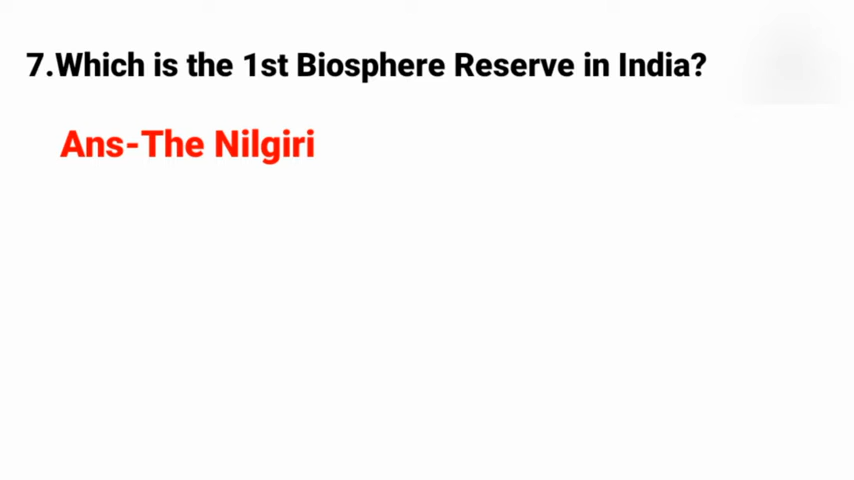 7.Which is the 1st Biosphere Reserve in India?
Ans-The Nilgiri